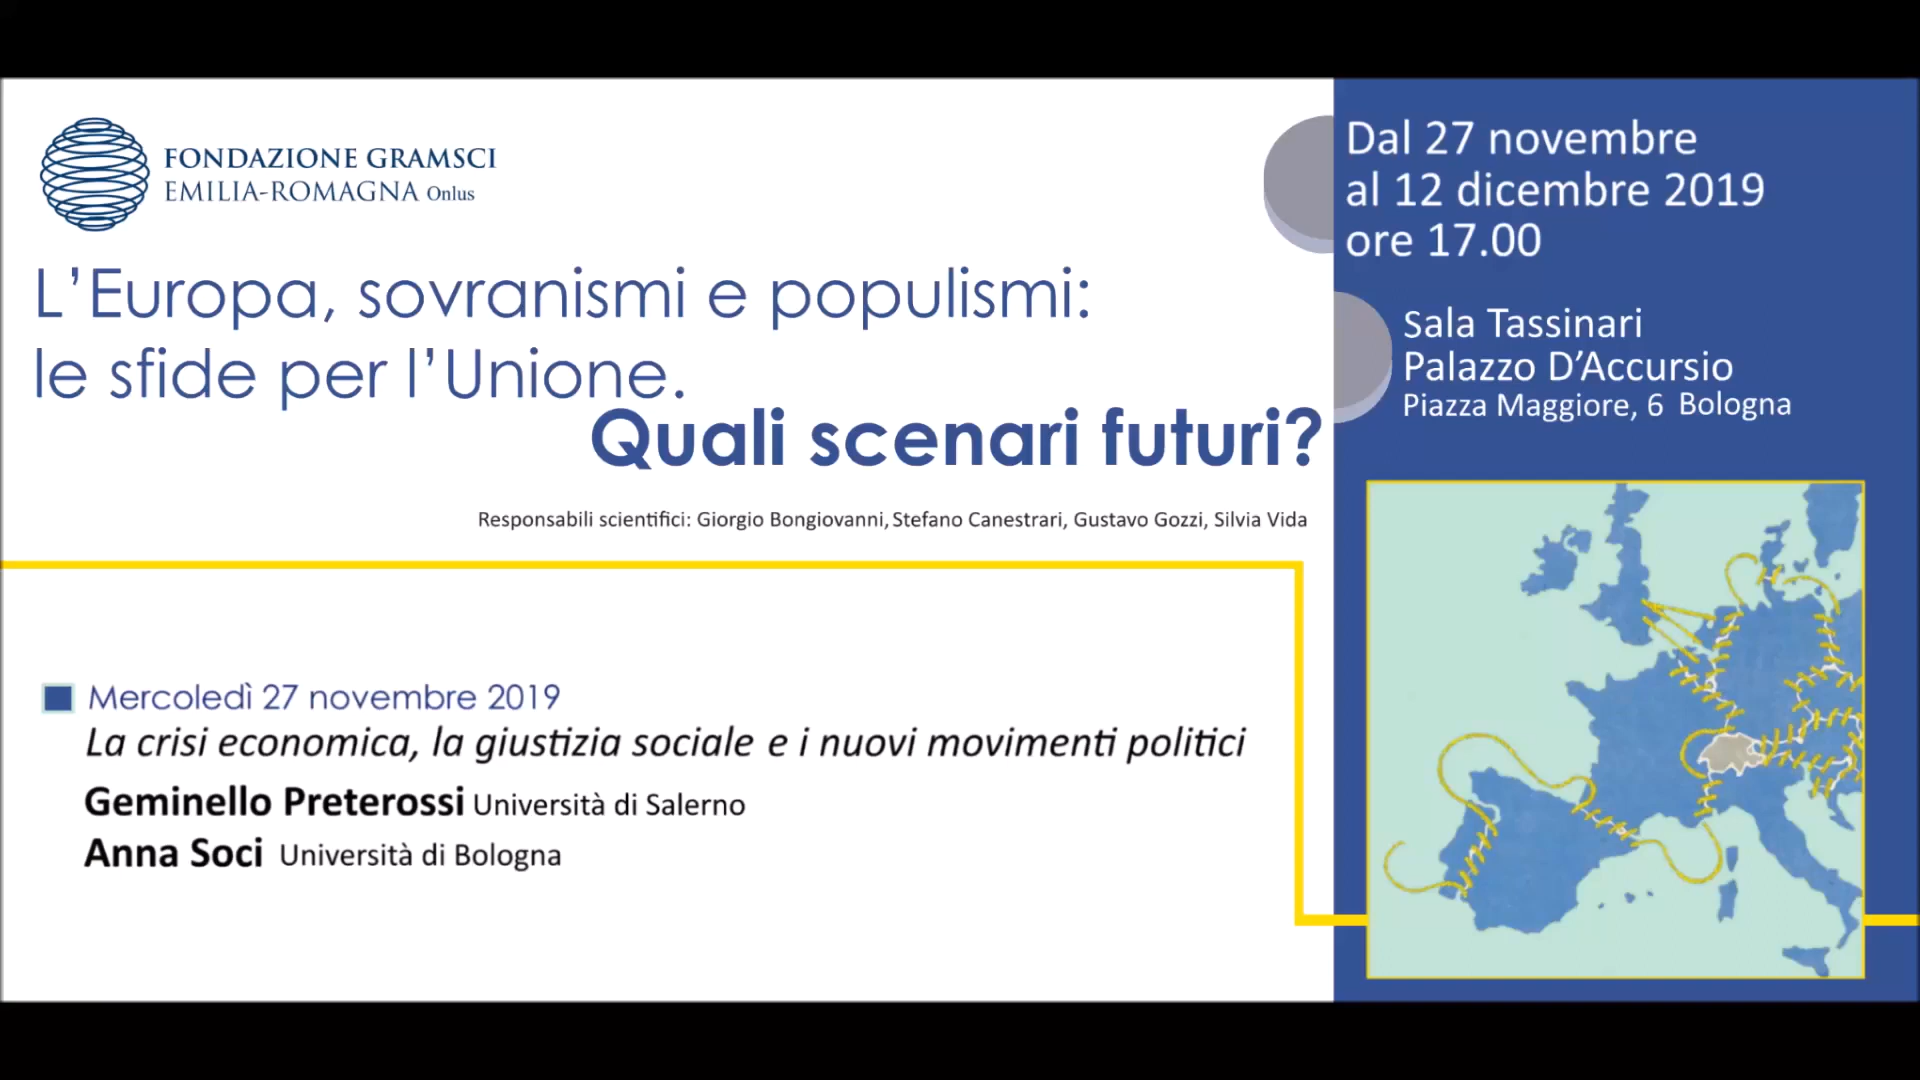 FONDAZIONE GRAMSCI
EMILIA-ROMAGNA Onlus
L'Europa, sovranismi e populismi:
le sfide per l'Unione.
Quali scenari futuri?
Responsabili scientifici: Giorgio Bongiovanni, Stefano Canestrari, Gustavo Gozzi, Silvia Vida
Mercoledì 27 novembre 2019
La crisi economica, la giustizia sociale e i nuovi movimenti politici
Geminello Preterossi Università di Salerno
Anna Soci Università di Bologna
Dal 27 novembre
al 12 dicembre 2019
ore 17.00
Sala Tassinari
Palazzo D'Accursio
Piazza Maggiore, 6 Bologna